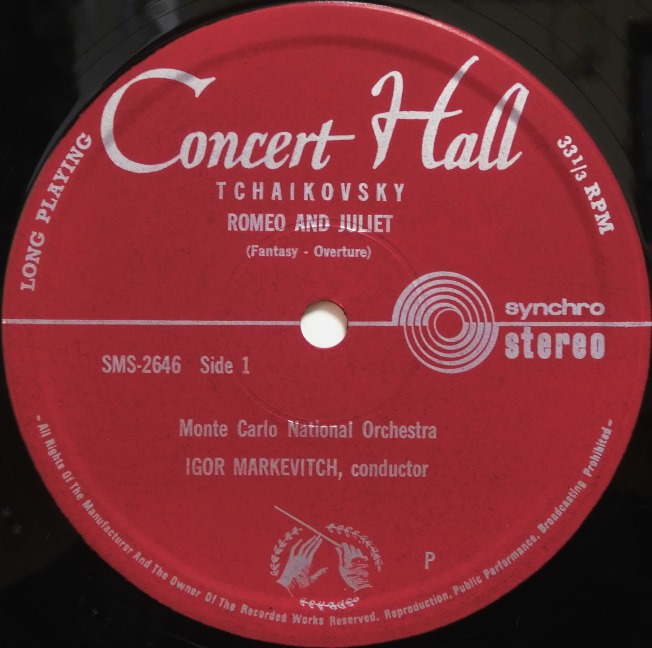 Concert Hall
LONG PLAYING
33 1/3 RPM
TCHAIKOVSKY
ROMEO AND JULIET
(Fantasy - Overture)
synchro
stereo
SMS-2646 Side 1
Monte Carlo National Orchestra
IGOR MARKEVITCH, conductor
P
- All Rights Of The Manufacturer And The Owner Of The Recorded Works Reserved. Reproduction, Public Performance, Broadcasting Prohibited -